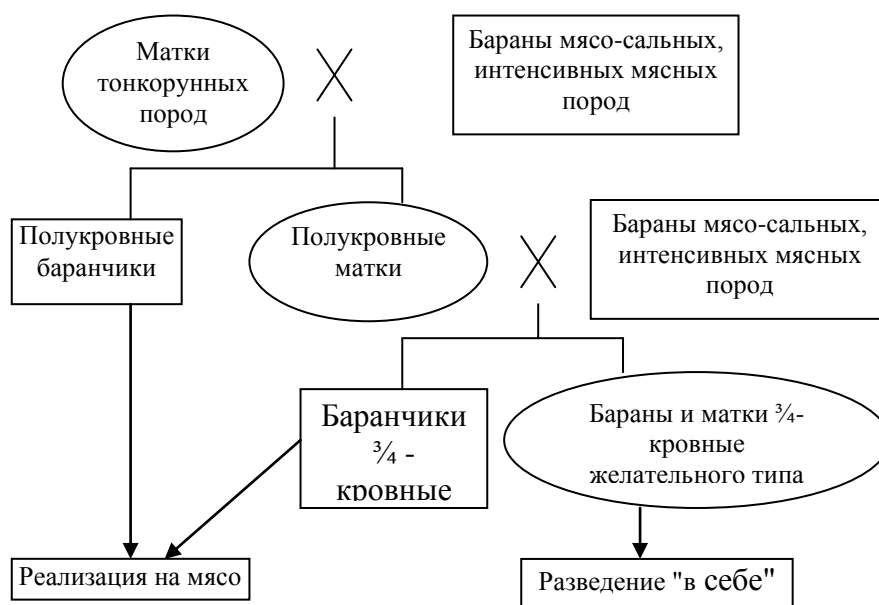 Матки
тонкорунных
пород
Бараны мясо-сальных,
интенсивных мясных
пород
Полукровные
баранчики
Полукровные
матки
Бараны мясо-сальных,
интенсивных мясных
пород
Баранчики
¾ -
кровные
Бараны и матки ¾-
кровные
желательного типа
Реализация на мясо
Разведение "в себе"